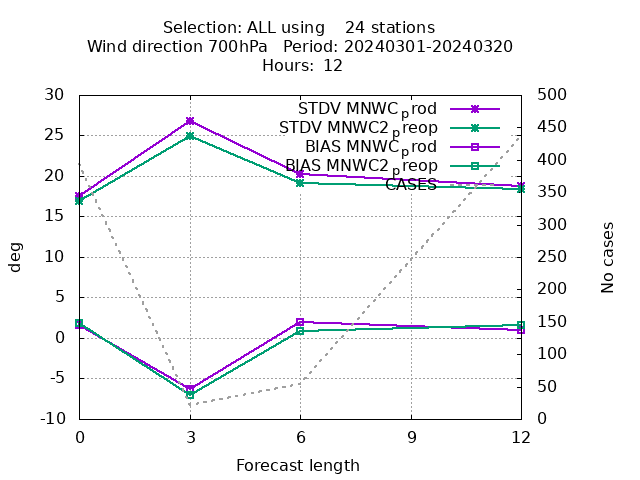 Selection: ALL using    24 stations
Wind direction 700hPa   Period: 20240301-20240320
Hours:  12
30
25
20
15
10
5
0
-5
-10
deg
STDV MNWC_prod
STDV MNWC2_preop
BIAS MNWC_prod
BIAS MNWC2_preop
CASES
500
450
400
350
300
250
200
150
100
50
0
No cases
0 3 6 9 12
Forecast length